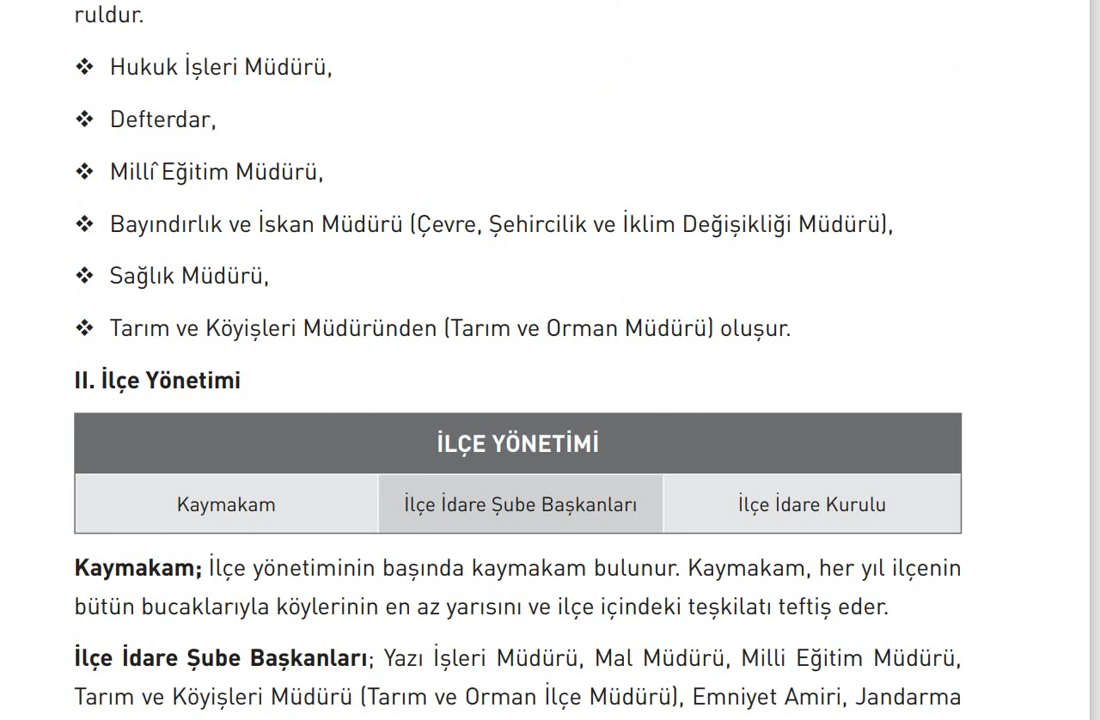 ruldur.
❖ Hukuk İşleri Müdürü,
❖ Defterdar,
❖ Millî Eğitim Müdürü,
❖ Bayındırlık ve İskan Müdürü (Çevre, Şehircilik ve İklim Değişikliği Müdürü),
❖ Sağlık Müdürü,
❖ Tarım ve Köyişleri Müdüründen (Tarım ve Orman Müdürü) oluşur.
II. İlçe Yönetimi
İLÇE YÖNETİMİ
Kaymakam
İlçe İdare Şube Başkanları
İlçe İdare Kurulu
Kaymakam; İlçe yönetiminin başında kaymakam bulunur. Kaymakam, her yıl ilçenin
bütün bucaklarıyla köylerinin en az yarısını ve ilçe içindeki teşkilatı teftiş eder.
İlçe İdare Şube Başkanları; Yazı İşleri Müdürü, Mal Müdürü, Milli Eğitim Müdürü,
Tarım ve Köyişleri Müdürü (Tarım ve Orman İlçe Müdürü), Emniyet Amiri, Jandarma